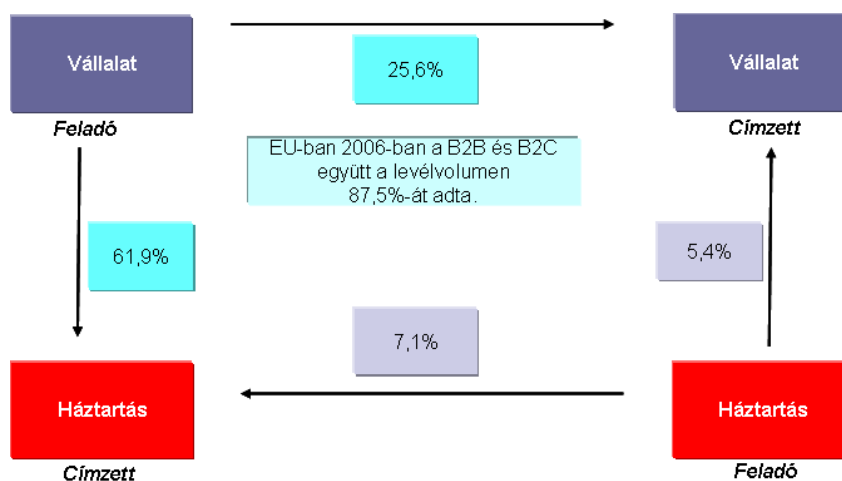 Vállalat
25,6%
Vállalat
Feladó
Címzett
EU-ban 2006-ban a B2B és B2C
együtt a levélvolumen
87,5%-át adta.
61,9%
5,4%
7,1%
Háztartás
Háztartás
Címzett
Feladó